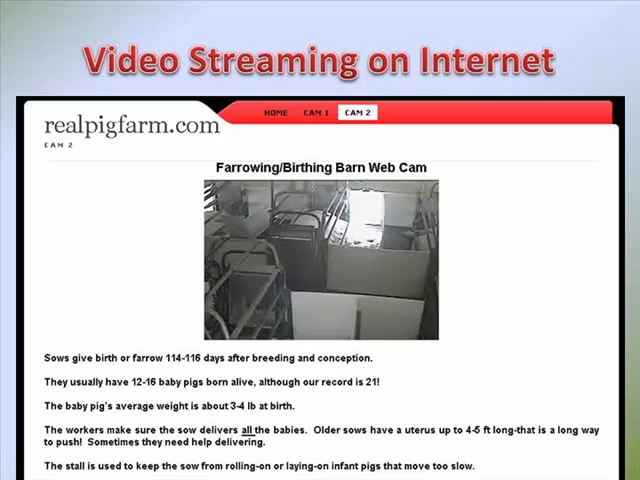 Video Streaming on Internet
HOME CAM 1 CAM 2
realpigfarm.com
CAM 2
Farrowing/Birthing Barn Web Cam
Sows give birth or farrow 114-116 days after breeding and conception.
They usually have 12-16 baby pigs born alive, although our record is 21!
The baby pig's average weight is about 3-4 lb at birth.
The workers make sure the sow delivers all the babies. Older sows have a uterus up to 4-5 ft long-that is a long way
to push! Sometimes they need help delivering.
The stall is used to keep the sow from rolling-on or laying-on infant pigs that move too slow.